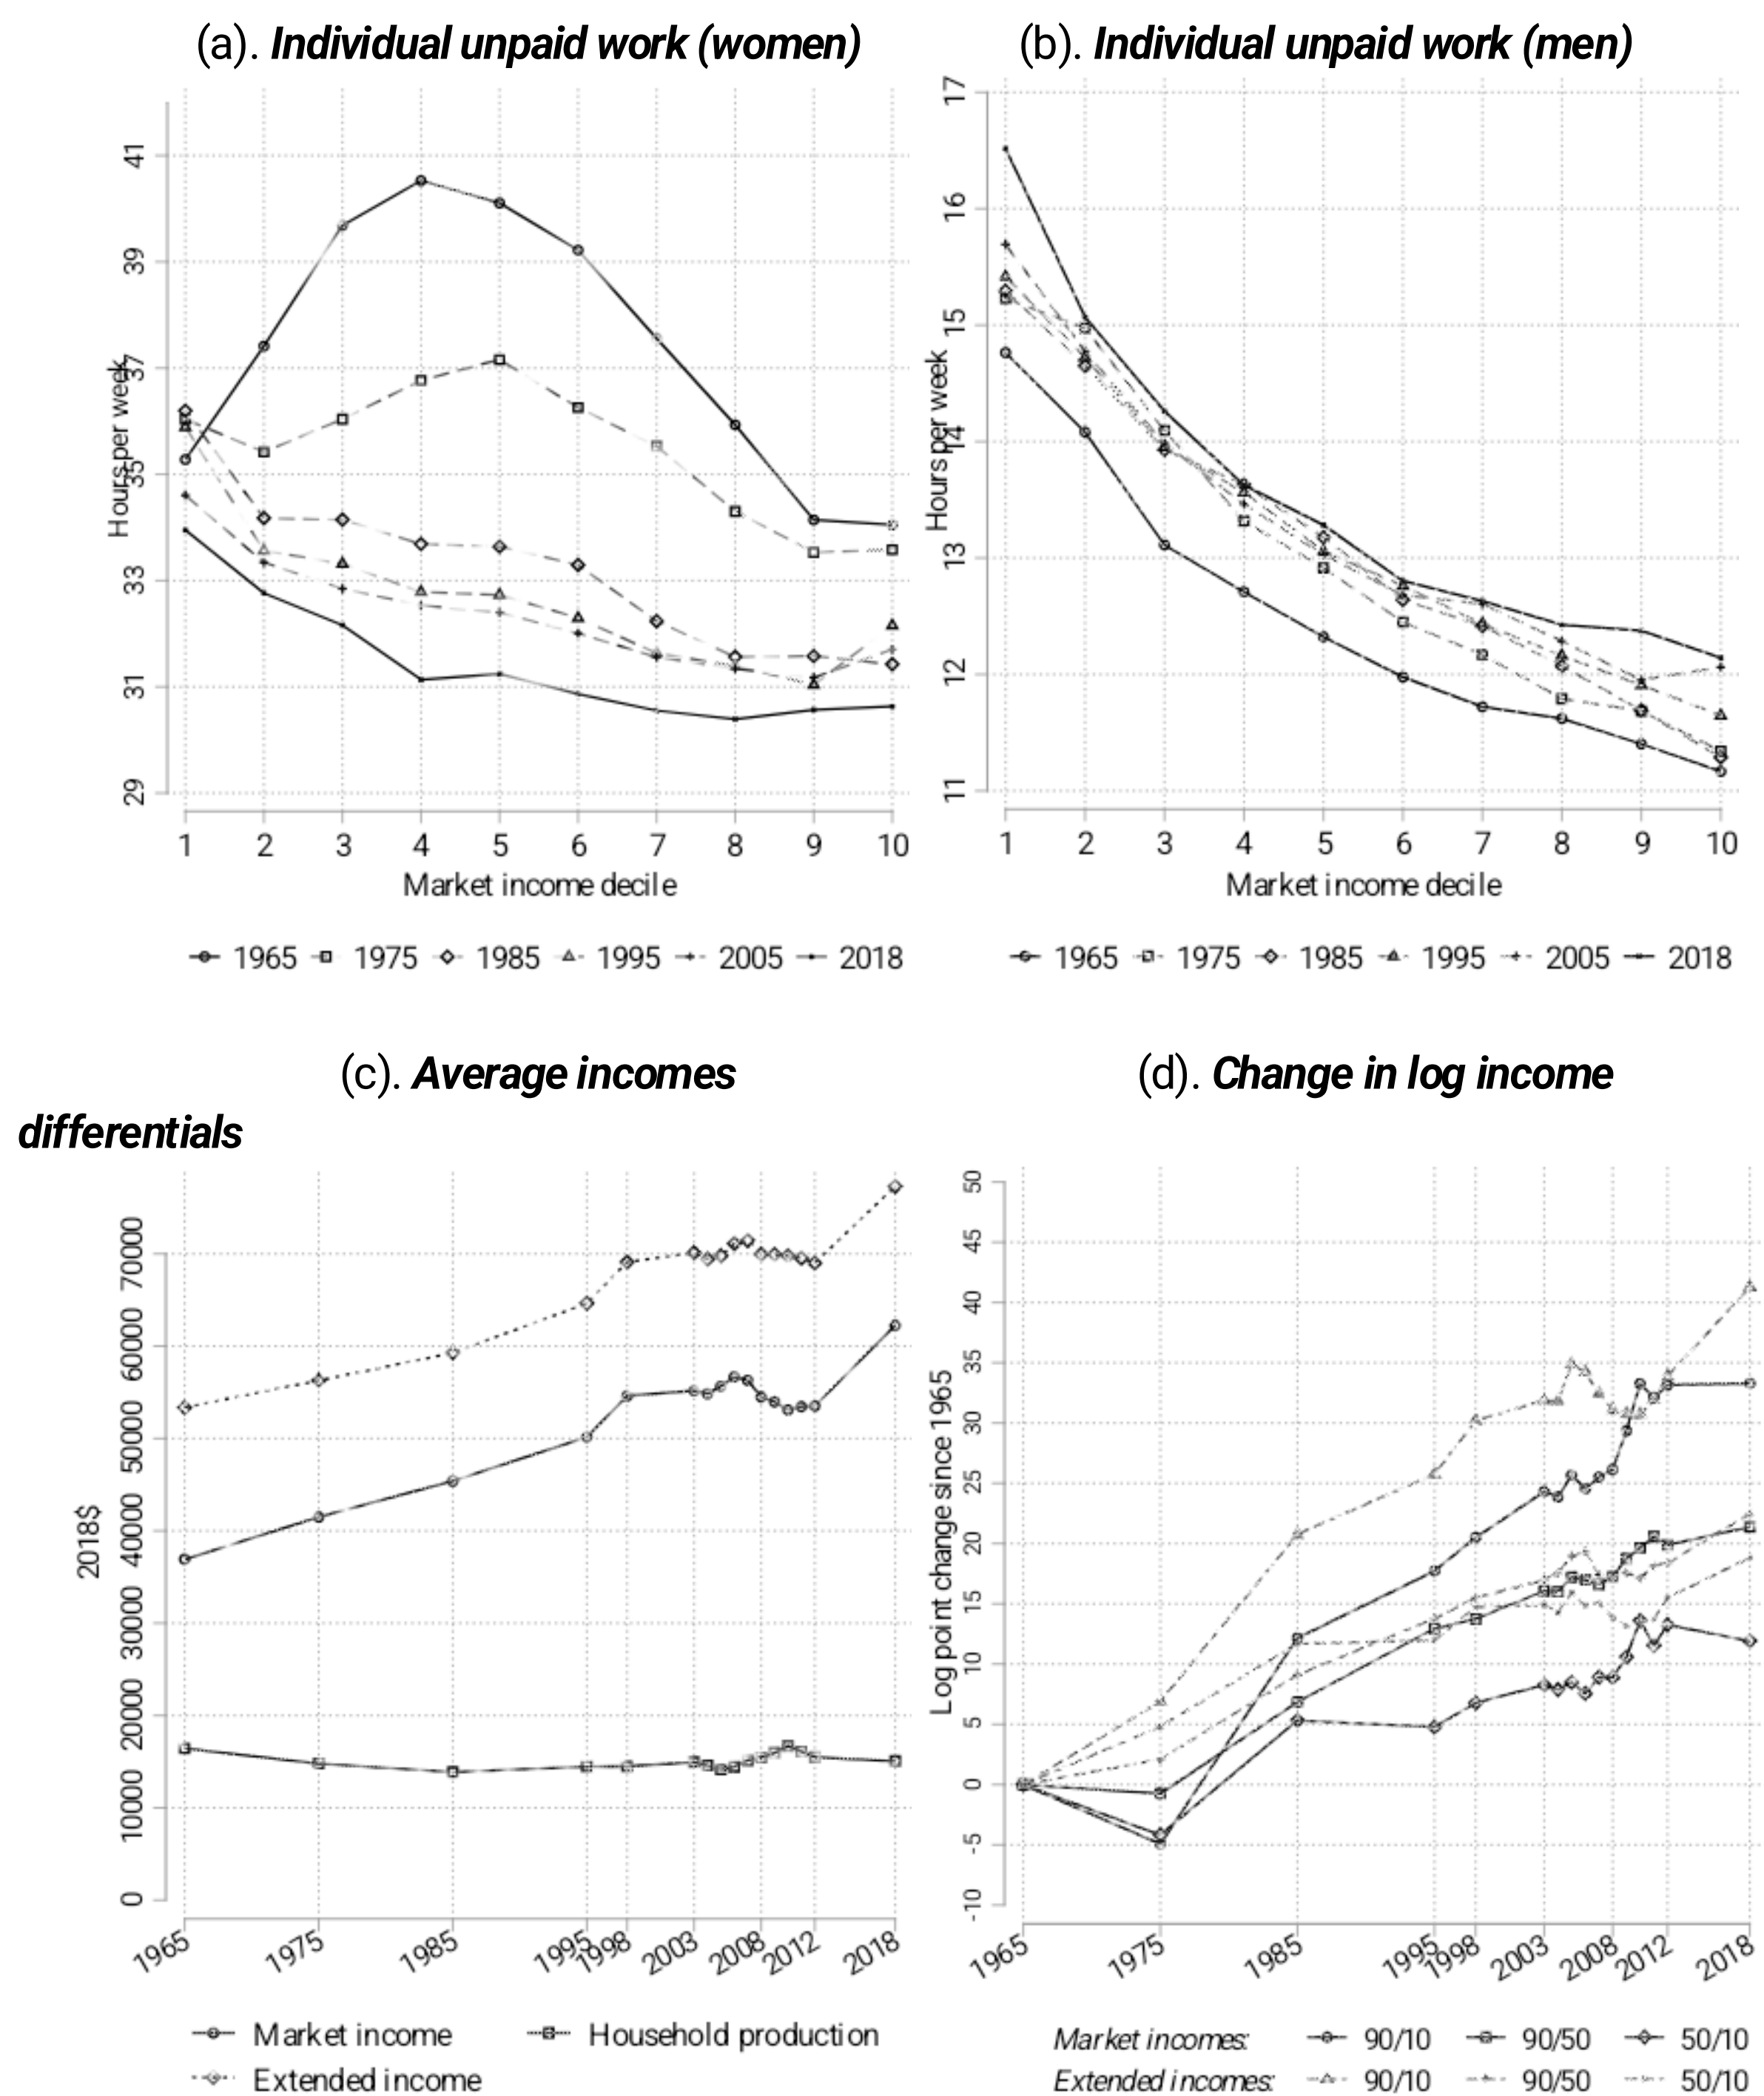 (a). Individual unpaid work (women)
(b). Individual unpaid work (men)
41
39
37
35
33
31
29
Hours per week
1 2 3 4 5 6 7 8 9 10
Market income decile
1965 1975 1985 1995 2005 2018
17
16
15
14
13
12
11
Hours per week
1 2 3 4 5 6 7 8 9 10
Market income decile
1965 1975 1985 1995 2005 2018
(c). Average incomes
(d). Change in log income
differentials
70000
60000
50000
40000
30000
20000
10000
0
2018$
1965 1975 1985 1995 1998 2003 2008 2012 2018
Market income Household production
Extended income
50
45
40
35
30
25
20
15
10
5
0
-5
-10
Log point change since 1965
1965 1975 1985 1995 1998 2003 2008 2012 2018
Market incomes: 90/10 90/50 50/10
Extended incomes: 90/10 90/50 50/10